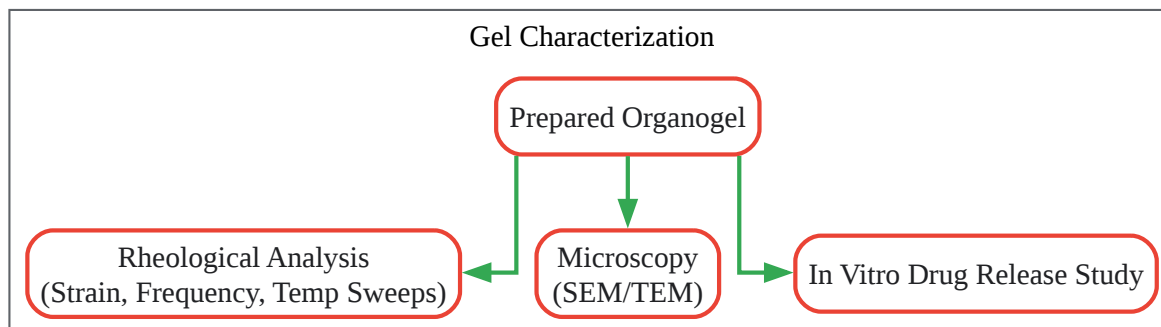 Gel Characterization
Prepared Organogel
Rheological Analysis
(Strain, Frequency, Temp Sweeps)
Microscopy
(SEM/TEM)
In Vitro Drug Release Study